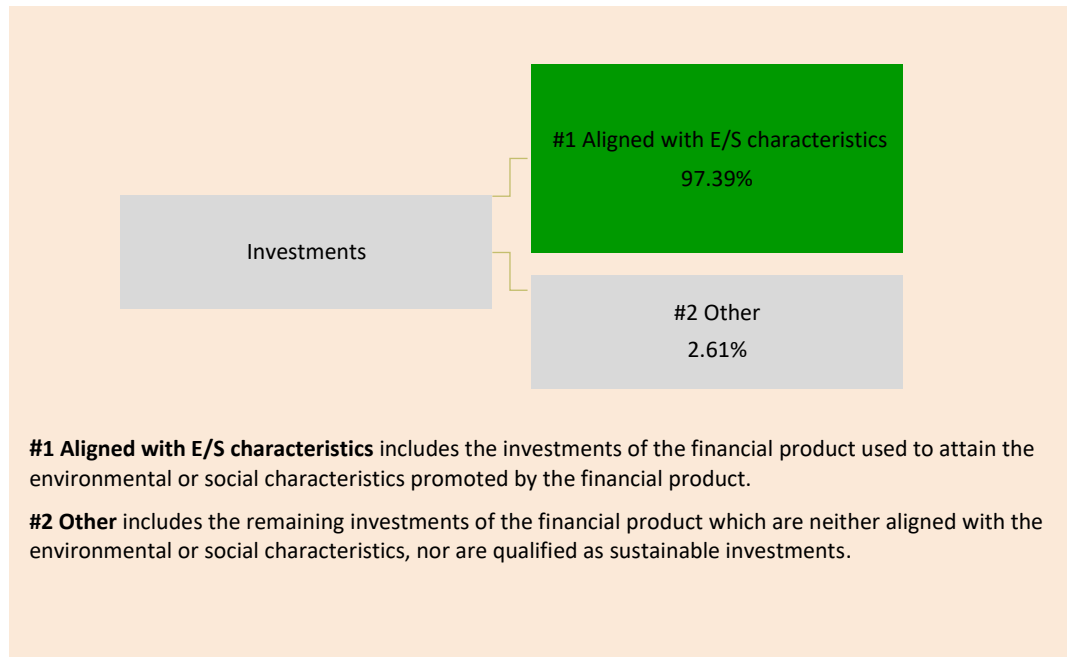 #1 Aligned with E/S characteristics
97.39%
Investments
#2 Other
2.61%
#1 Aligned with E/S characteristics includes the investments of the financial product used to attain the
environmental or social characteristics promoted by the financial product.
#2 Other includes the remaining investments of the financial product which are neither aligned with the
environmental or social characteristics, nor are qualified as sustainable investments.